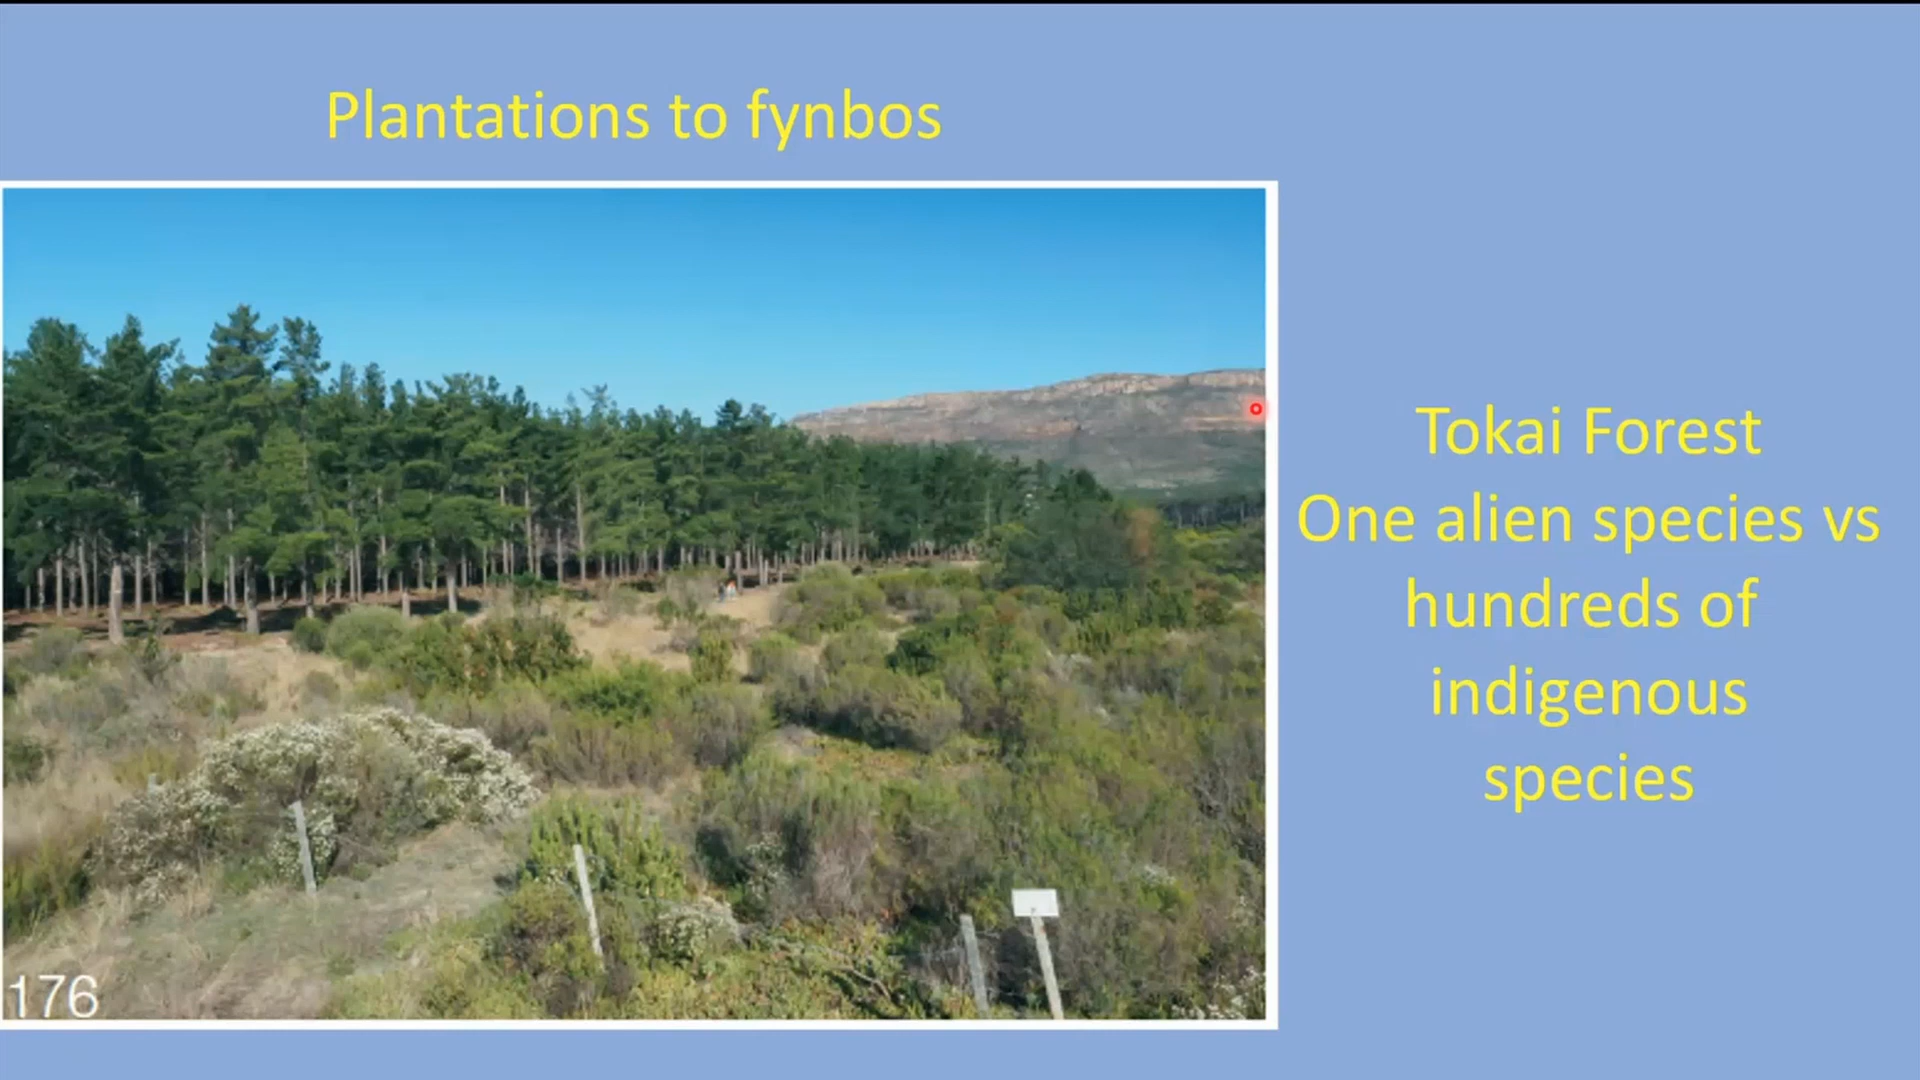 Plantations to fynbos
Tokai Forest
One alien species vs
hundreds of
indigenous
species
176